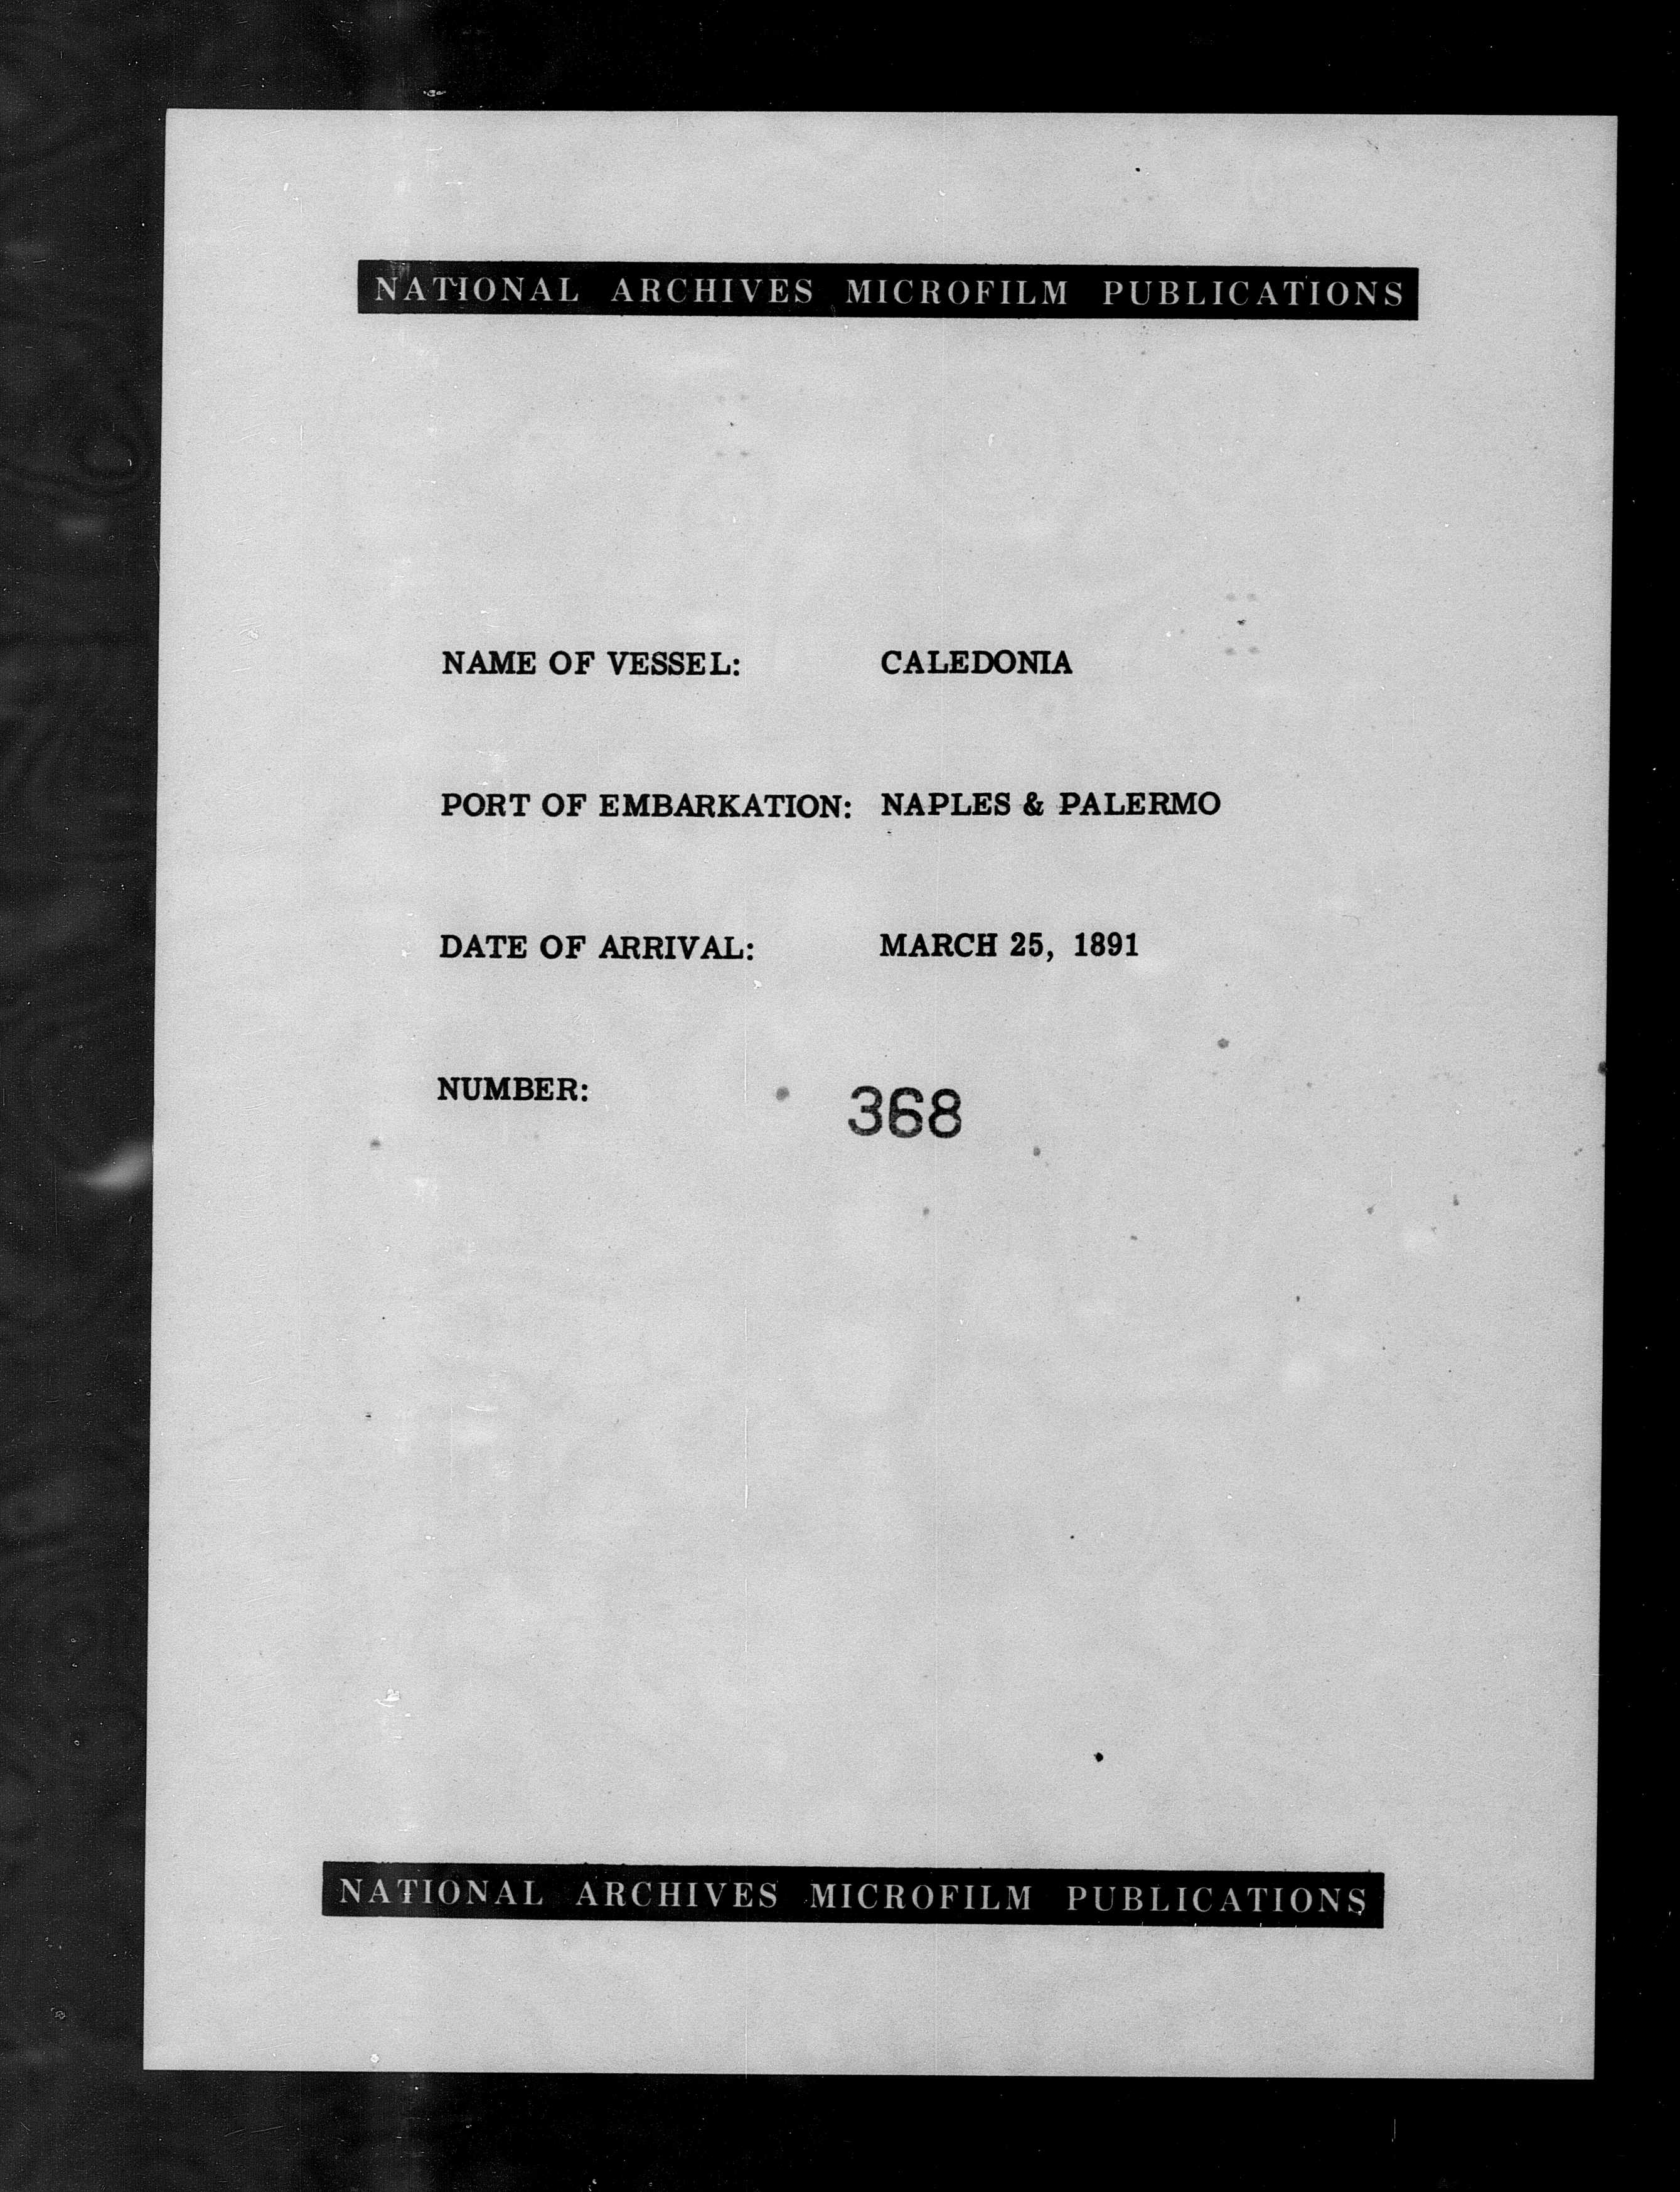 NATIONAL ARCHIVES MICROFILM PUBLICATIONS
NAME OF VESSEL: CALEDONIA
PORT OF EMBARKATION: NAPLES & PALERMO
DATE OF ARRIVAL: MARCH 25, 1891
NUMBER: 368
NATIONAL ARCHIVES MICROFILM PUBLICATIONS